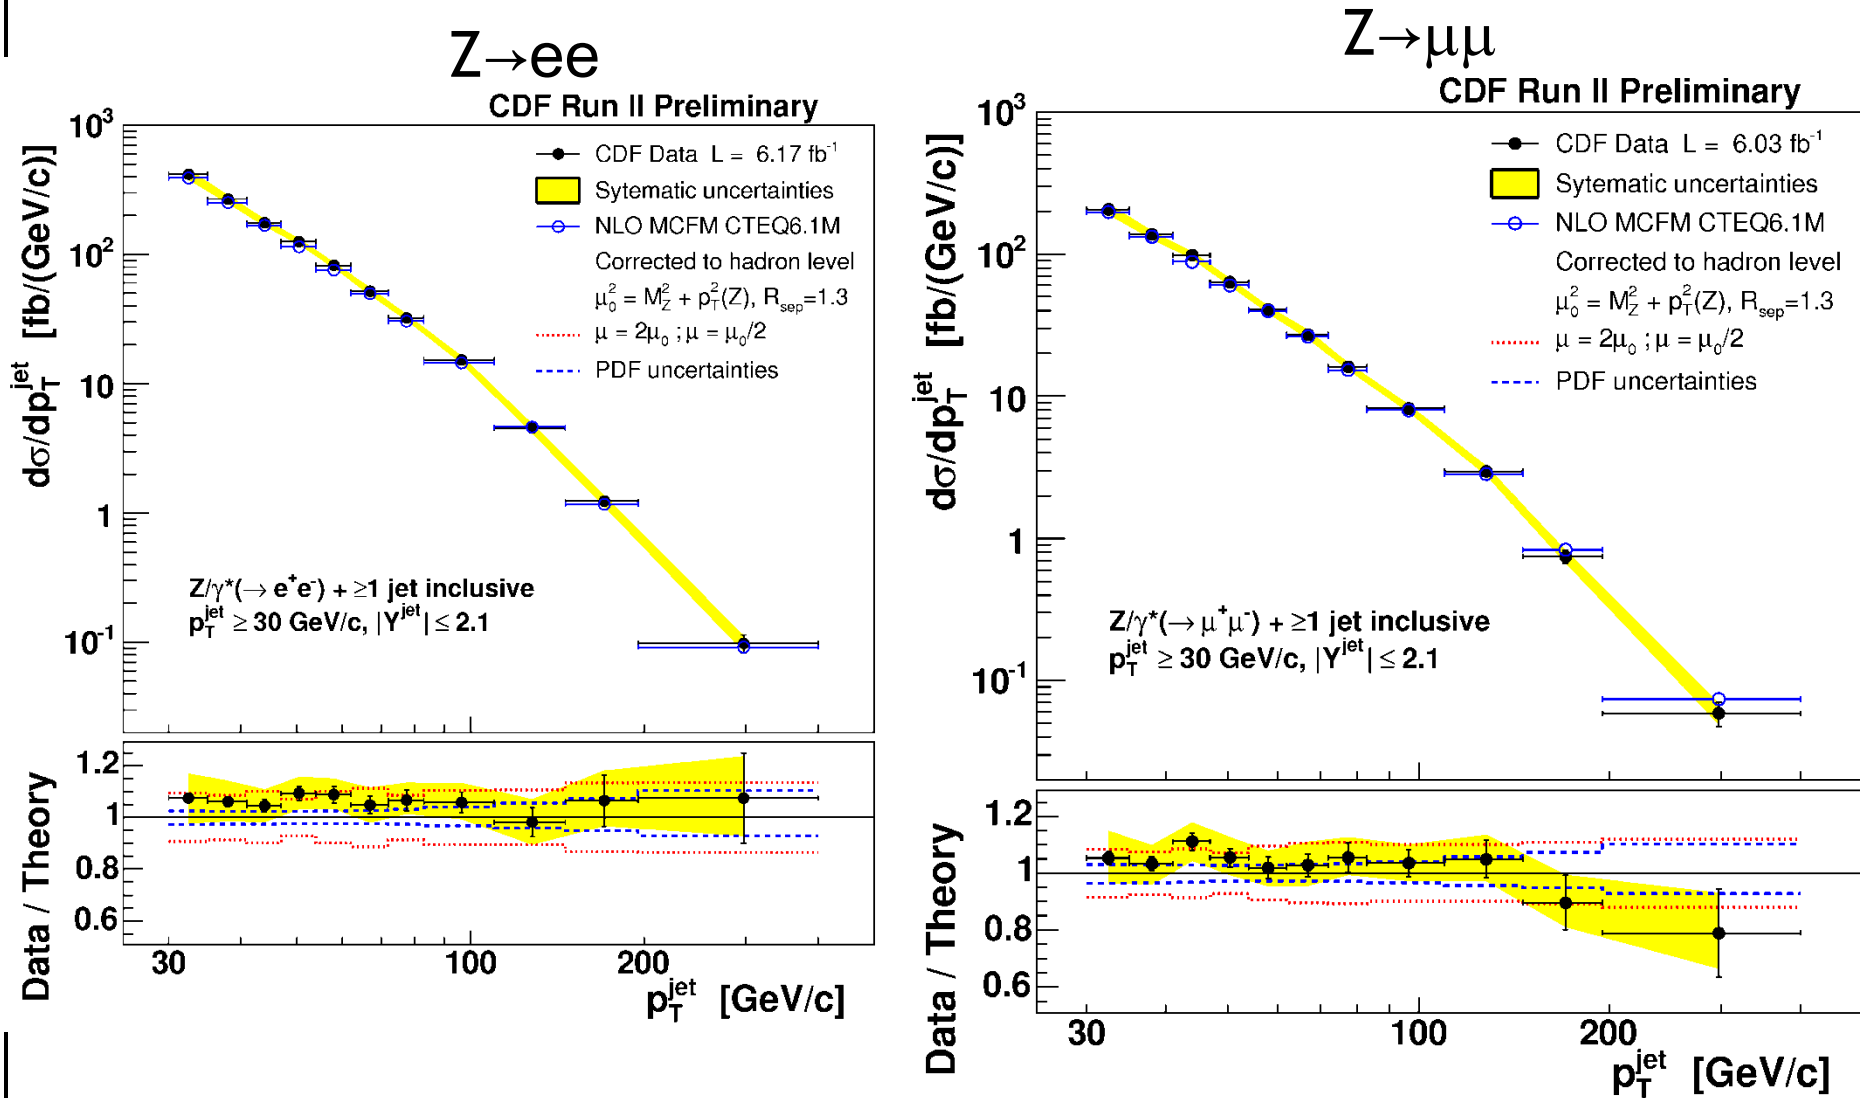 Z→ee
CDF Run II Preliminary
dσ/dp_T^jet [fb/(GeV/c)]
10³
10²
10
1
10⁻¹
CDF Data L = 6.17 fb⁻¹
Sytematic uncertainties
NLO MCFM CTEQ6.1M
Corrected to hadron level
μ₀² = M_Z² + p_T²(Z), R_sep=1.3
μ = 2μ₀ ; μ = μ₀/2
PDF uncertainties
Z/γ*(→ e⁺e⁻) + ≥1 jet inclusive
p_T^jet ≥ 30 GeV/c, |Y^jet| ≤ 2.1
Data / Theory
1.2
1
0.8
0.6
30 100 200
p_T^jet [GeV/c]
Z→μμ
CDF Run II Preliminary
dσ/dp_T^jet [fb/(GeV/c)]
10³
10²
10
1
10⁻¹
CDF Data L = 6.03 fb⁻¹
Sytematic uncertainties
NLO MCFM CTEQ6.1M
Corrected to hadron level
μ₀² = M_Z² + p_T²(Z), R_sep=1.3
μ = 2μ₀ ; μ = μ₀/2
PDF uncertainties
Z/γ*(→ μ⁺μ⁻) + ≥1 jet inclusive
p_T^jet ≥ 30 GeV/c, |Y^jet| ≤ 2.1
Data / Theory
1.2
1
0.8
0.6
30 100 200
p_T^jet [GeV/c]